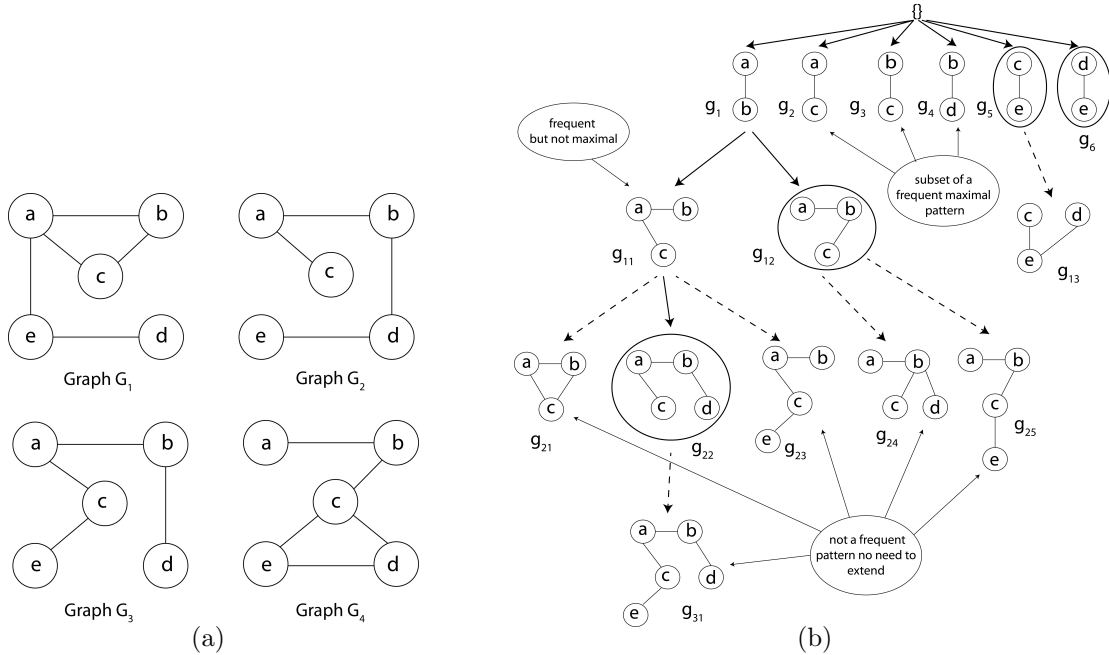 a b
c
e d
Graph G1
a b
c
e d
Graph G2
a b
c
e d
Graph G3
a b
c
e d
Graph G4
(a)
{}
a a b b c d
g1 b g2 c g3 c g4 d g5 e e
g6
frequent
but not maximal
subset of a
frequent maximal
pattern
a b
c
g11
a b
c
g12
c d
e
g13
a b
c
g21
a b
c d
g22
a b
c
e g23
a b
c d
g24
a b
c
g25
e
a b
c d
e g31
not a frequent
pattern no need to
extend
(b)